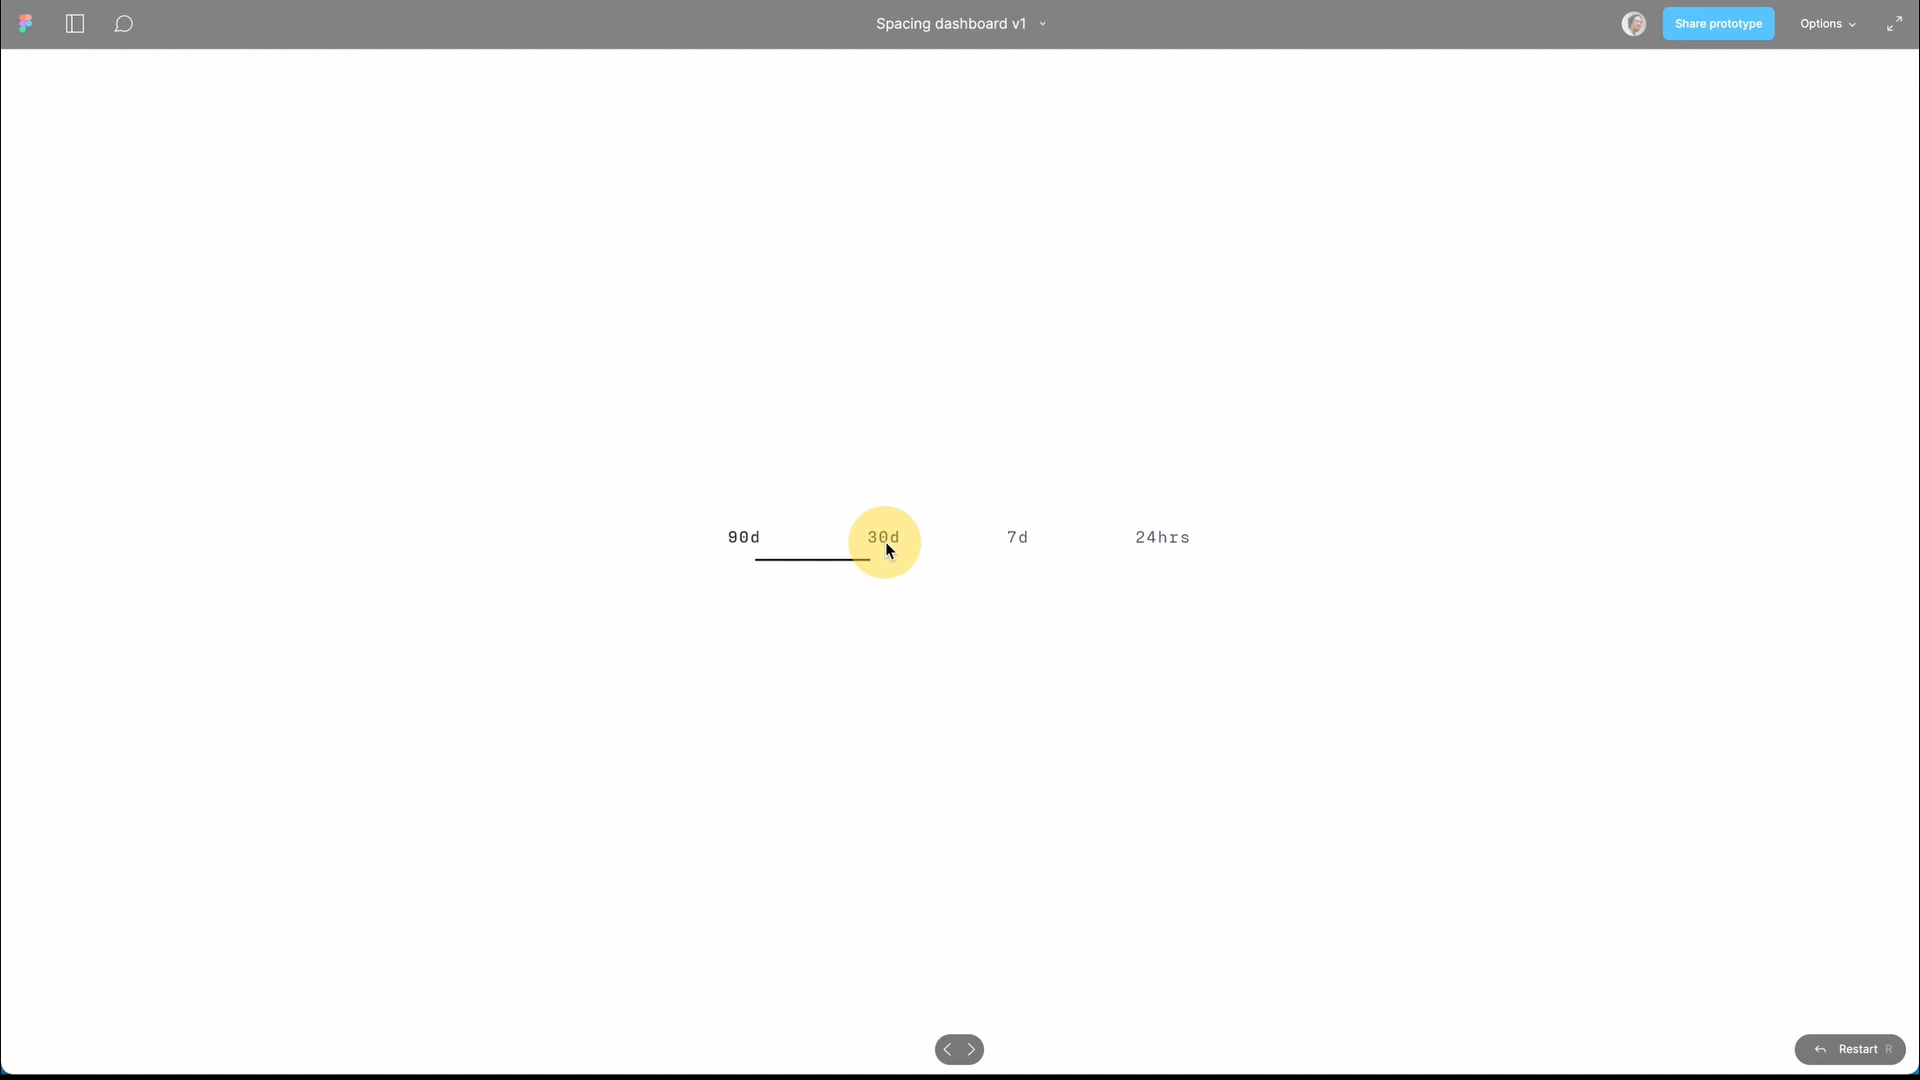 Spacing dashboard v1
Share prototype
Options
90d 30d 7d 24hrs
Restart R